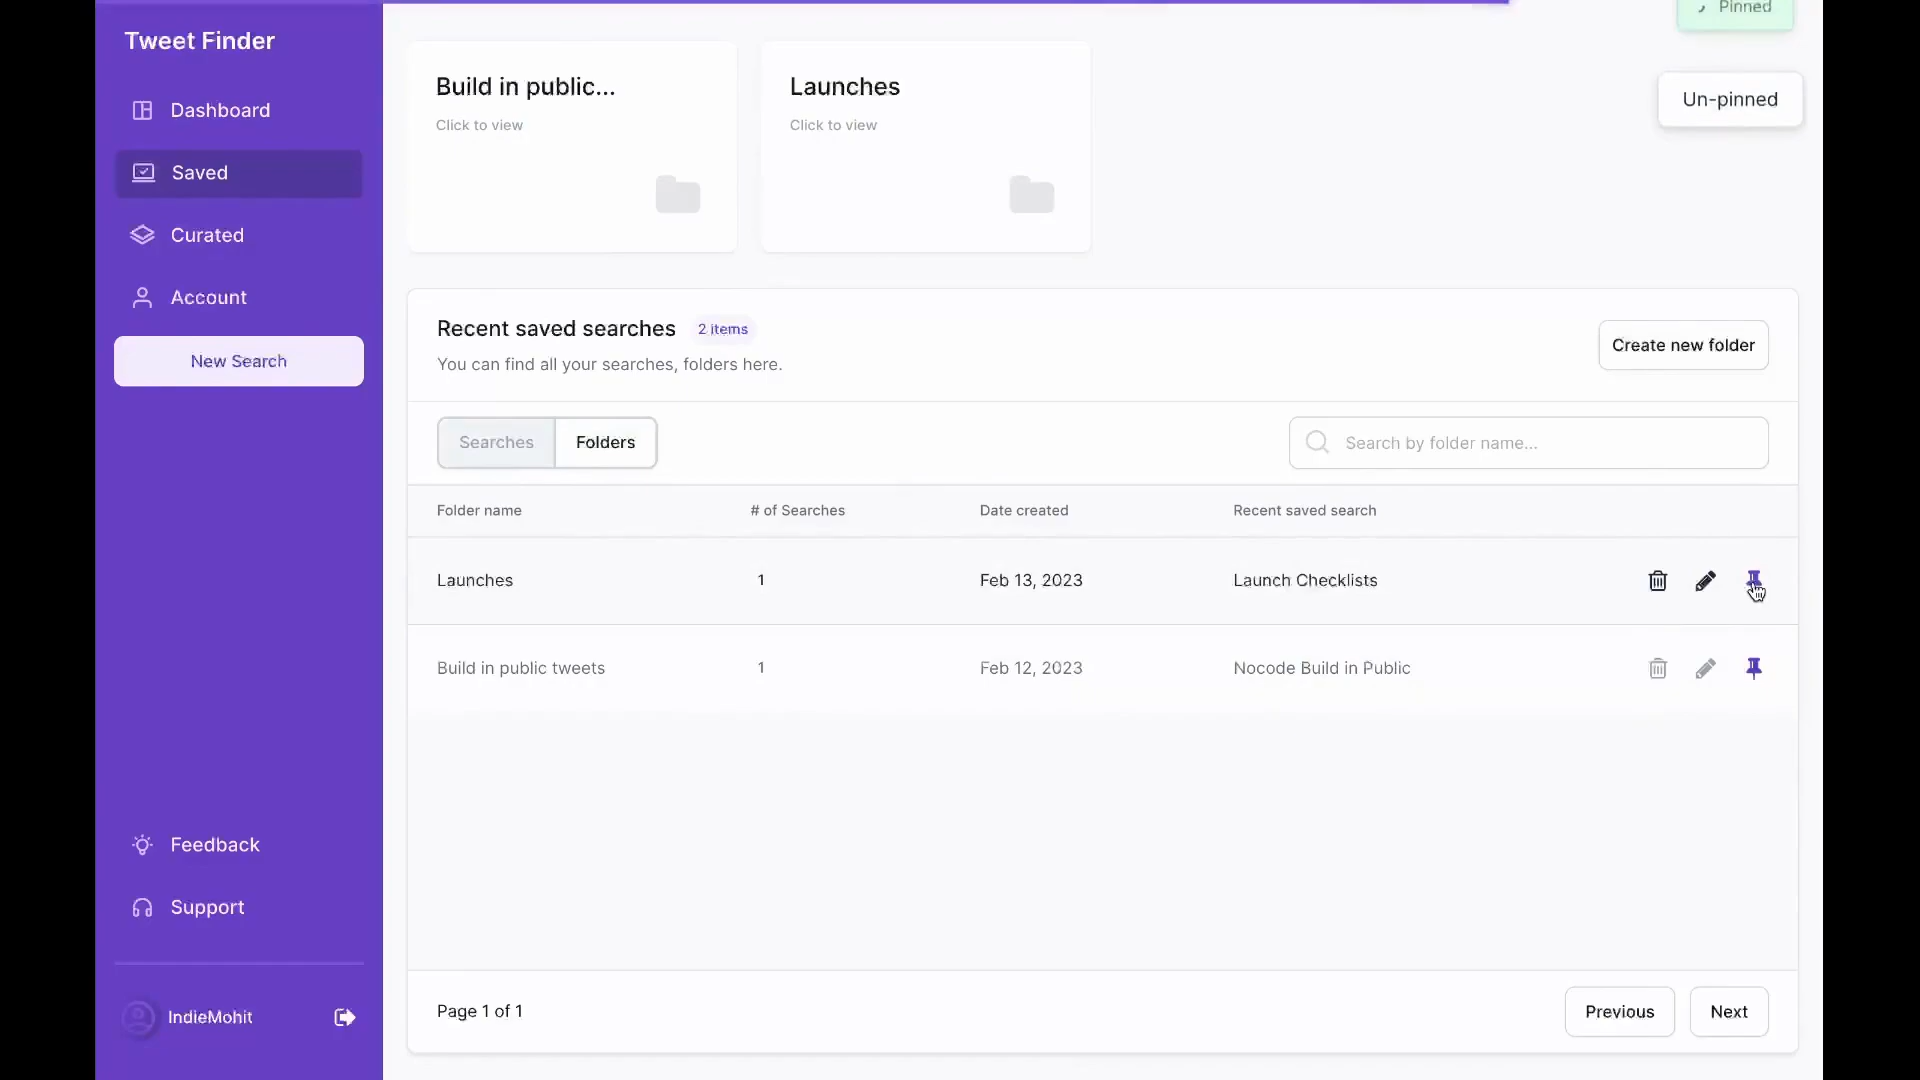 Tweet Finder
Dashboard
Saved
Curated
Account
New Search
Feedback
Support
IndieMohit
Pinned
Un-pinned
Build in public...
Click to view
Launches
Click to view
Recent saved searches 2 items
You can find all your searches, folders here.
Create new folder
Searches Folders
Search by folder name...
Folder name # of Searches Date created Recent saved search
Launches 1 Feb 13, 2023 Launch Checklists
Build in public tweets 1 Feb 12, 2023 Nocode Build in Public
Page 1 of 1
Previous Next